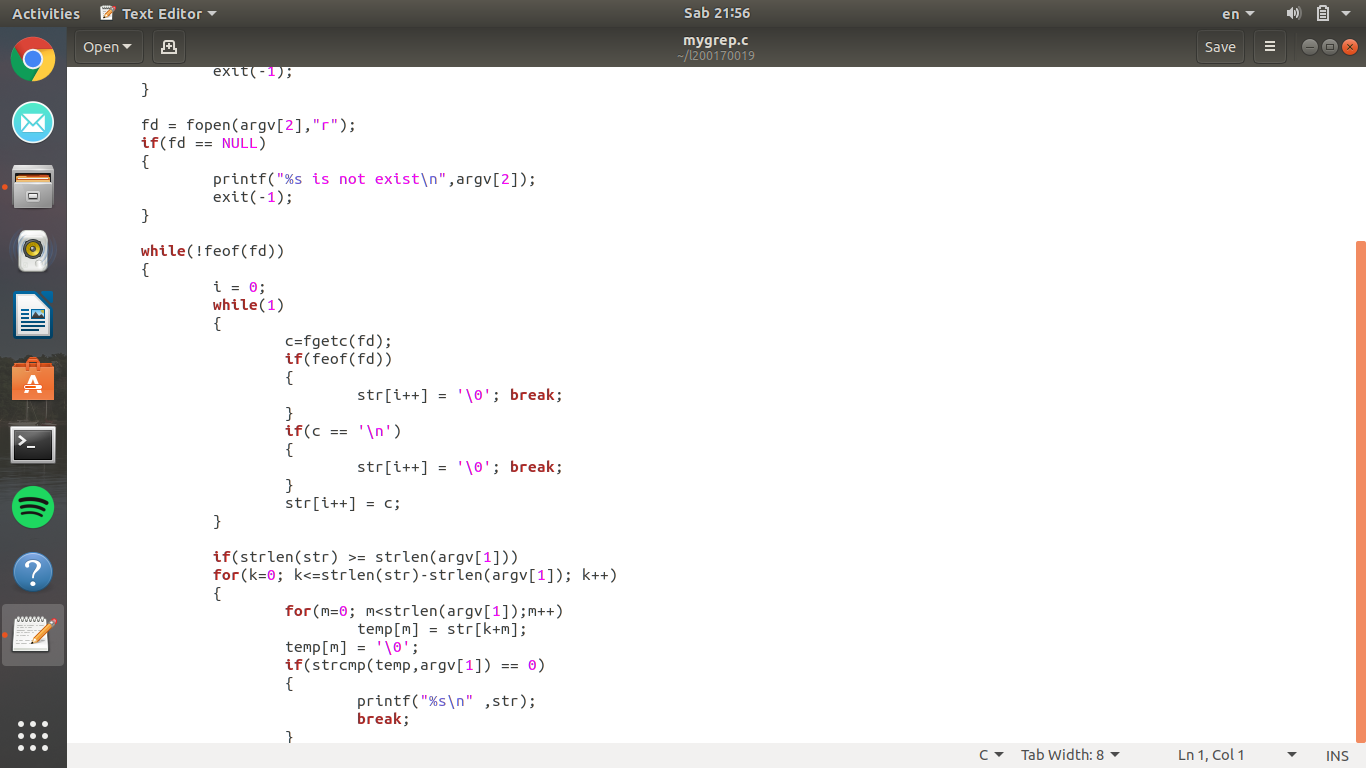 Activities Text Editor Sab 21:56 en
Open mygrep.c Save
~/l200170019
exit(-1);
}
fd = fopen(argv[2],"r");
if(fd == NULL)
{
printf("%s is not exist\n",argv[2]);
exit(-1);
}
while(!feof(fd))
{
i = 0;
while(1)
{
c=fgetc(fd);
if(feof(fd))
{
str[i++] = '\0'; break;
}
if(c == '\n')
{
str[i++] = '\0'; break;
}
str[i++] = c;
}
if(strlen(str) >= strlen(argv[1]))
for(k=0; k<=strlen(str)-strlen(argv[1]); k++)
{
for(m=0; m<strlen(argv[1]);m++)
temp[m] = str[k+m];
temp[m] = '\0';
if(strcmp(temp,argv[1]) == 0)
{
printf("%s\n" ,str);
break;
}
C Tab Width: 8 Ln 1, Col 1 INS